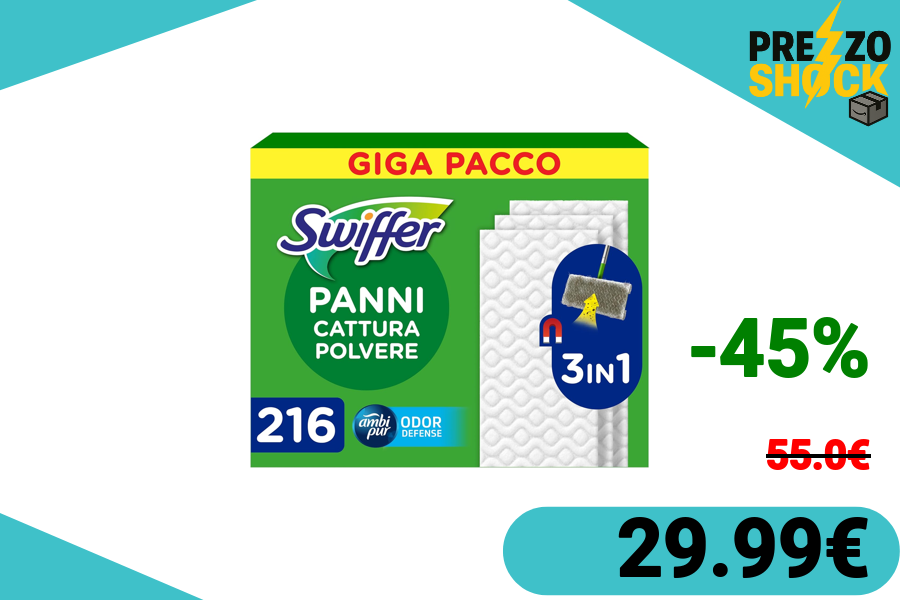 PREZZO
SHOCK
GIGA PACCO
Swiffer
PANNI
CATTURA
POLVERE
3IN1
216
ambi
pur
ODOR
DEFENSE
-45%
55.0€
29.99€